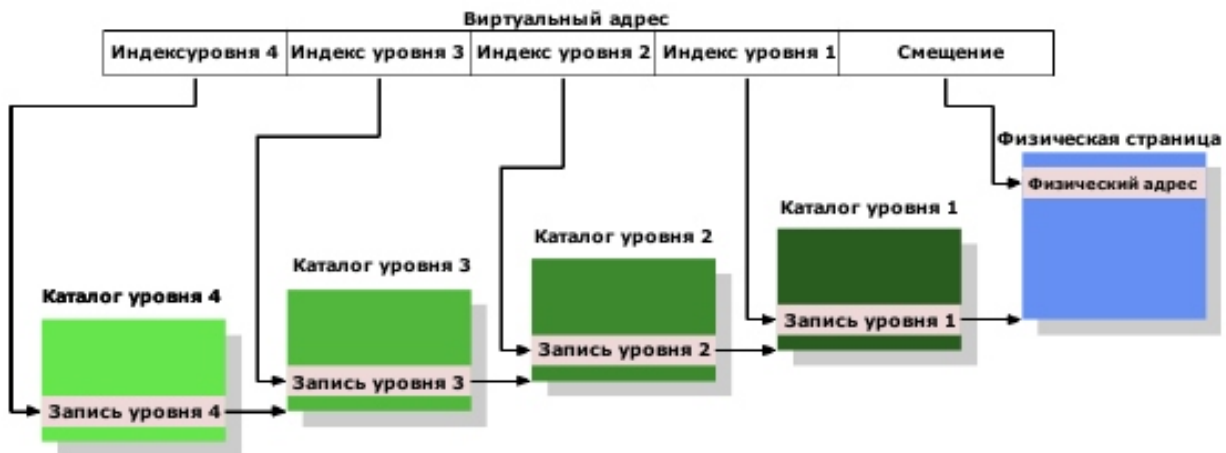 Виртуальный адрес
Индексуровня 4
Индекс уровня 3
Индекс уровня 2
Индекс уровня 1
Смещение
Физическая страница
Физический адрес
Каталог уровня 1
Запись уровня 1
Каталог уровня 2
Запись уровня 2
Каталог уровня 3
Запись уровня 3
Каталог уровня 4
Запись уровня 4